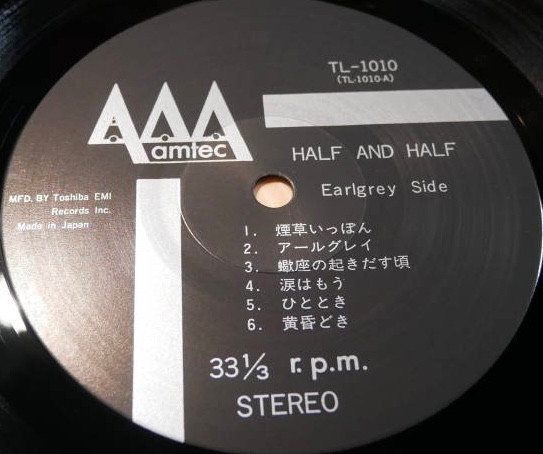 TL-1010
(TL-1010-A)
amtec
HALF AND HALF
Earlgrey Side
MFD. BY Toshiba EMI
Records Inc.
Made in Japan
1. 煙草いっぽん
2. アールグレイ
3. 蠍座の起きだす頃
4. 涙はもう
5. ひととき
6. 黄昏どき
33 1/3 r.p.m.
STEREO